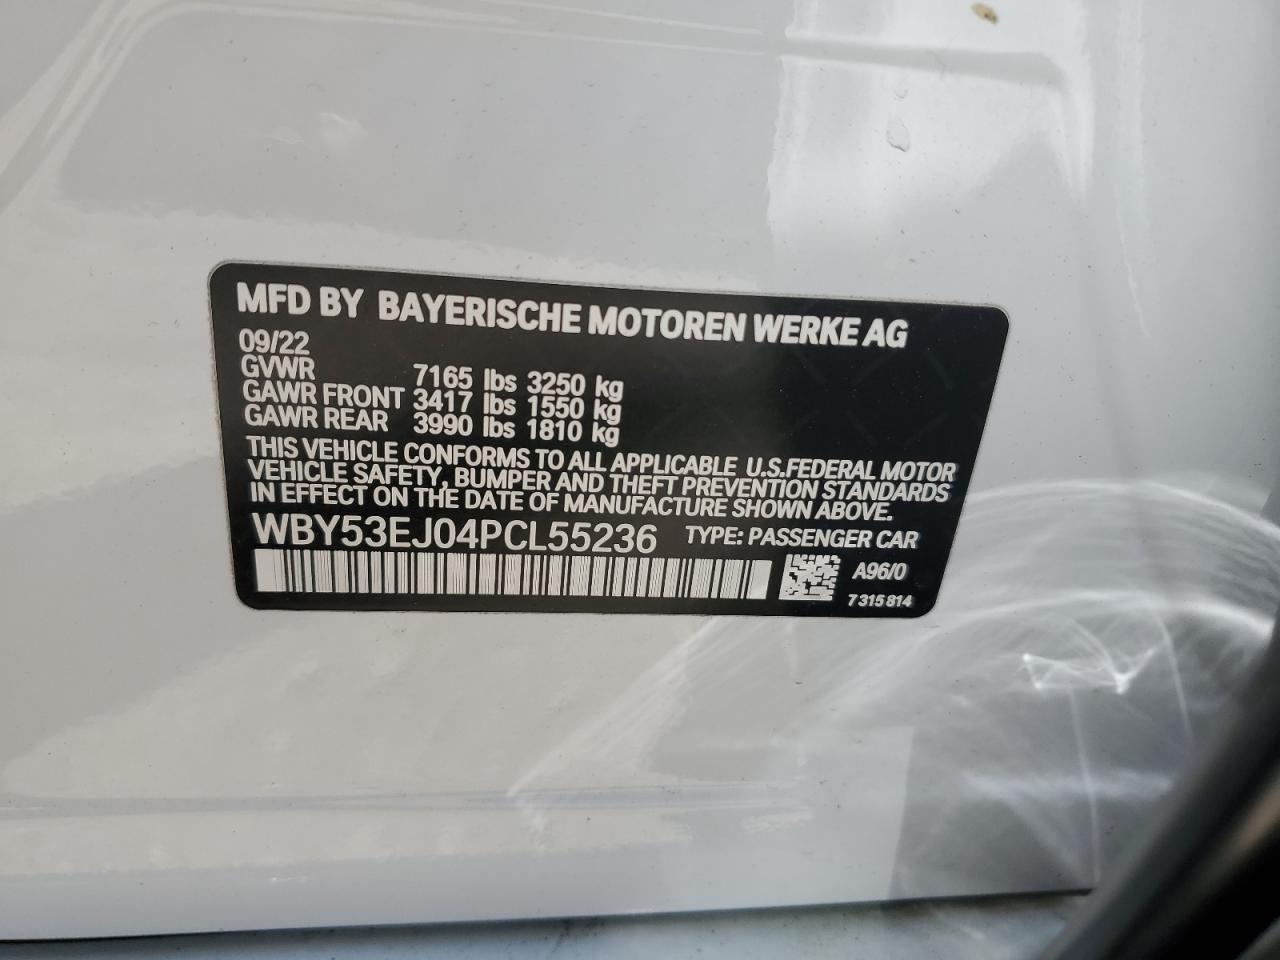 MFD BY BAYERISCHE MOTOREN WERKE AG
09/22
GVWR 7165 lbs 3250 kg
GAWR FRONT 3417 lbs 1550 kg
GAWR REAR 3990 lbs 1810 kg
THIS VEHICLE CONFORMS TO ALL APPLICABLE U.S.FEDERAL MOTOR
VEHICLE SAFETY, BUMPER AND THEFT PREVENTION STANDARDS
IN EFFECT ON THE DATE OF MANUFACTURE SHOWN ABOVE.
WBY53EJ04PCL55236 TYPE: PASSENGER CAR
A96/0
7 315 814